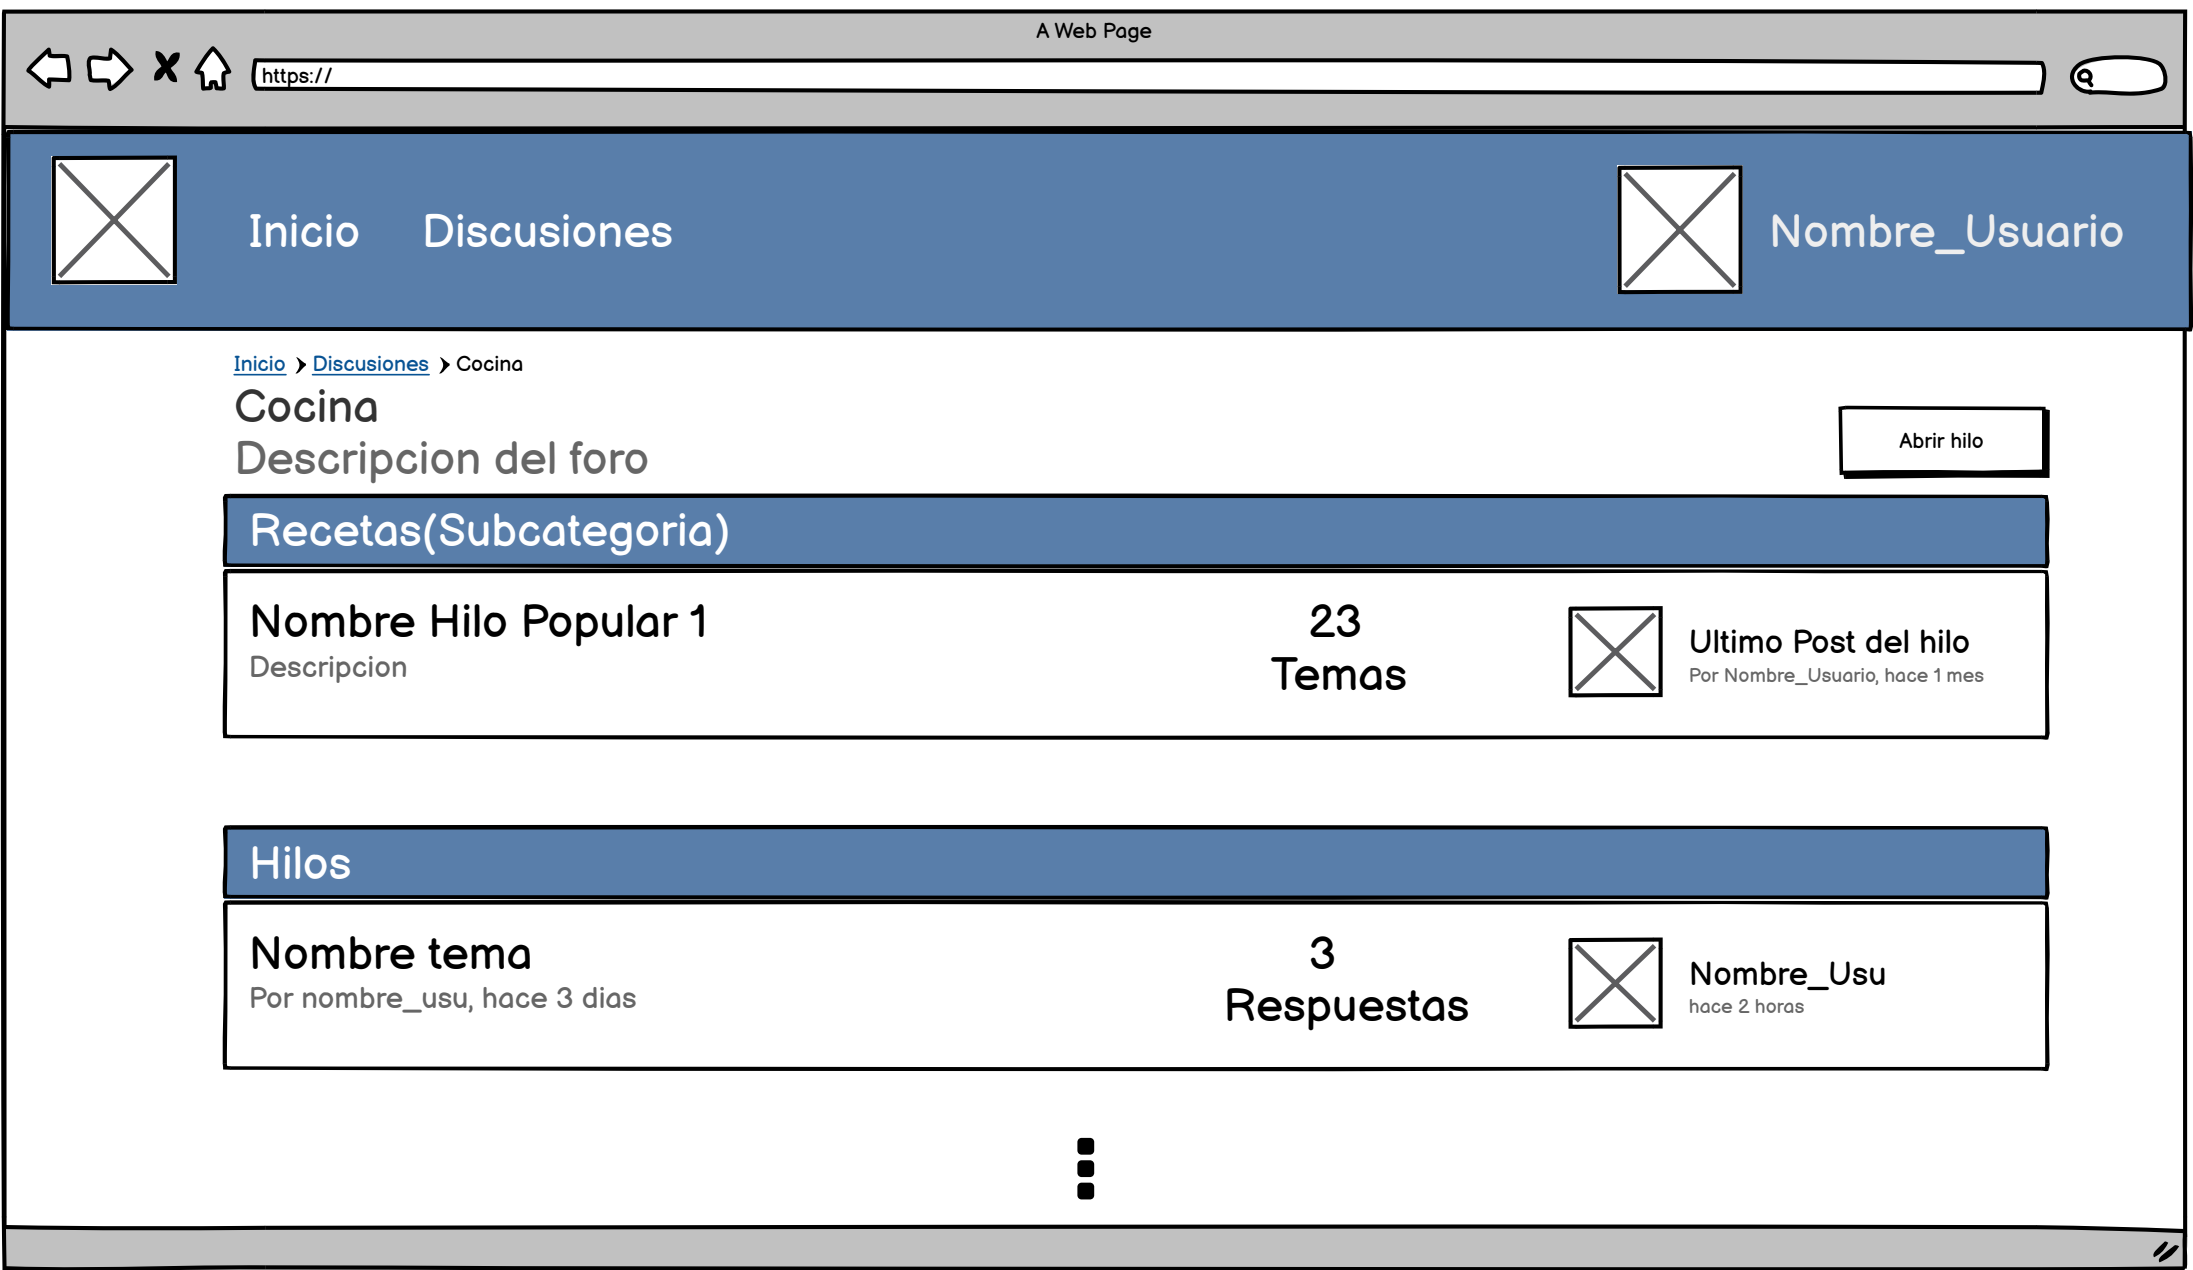 A Web Page
https://
Inicio Discusiones Nombre_Usuario
Inicio Discusiones Cocina
Cocina
Descripcion del foro
Abrir hilo
Recetas(Subcategoria)
Nombre Hilo Popular 1
Descripcion
23
Temas
Ultimo Post del hilo
Por Nombre_Usuario, hace 1 mes
Hilos
Nombre tema
Por nombre_usu, hace 3 dias
3
Respuestas
Nombre_Usu
hace 2 horas